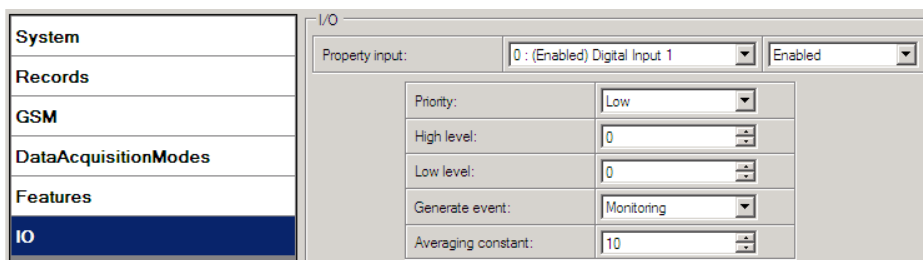 System
Records
GSM
DataAcquisitionModes
Features
IO
I/O
Property input: 0 : (Enabled) Digital Input 1 Enabled
Priority: Low
High level: 0
Low level: 0
Generate event: Monitoring
Averaging constant: 10